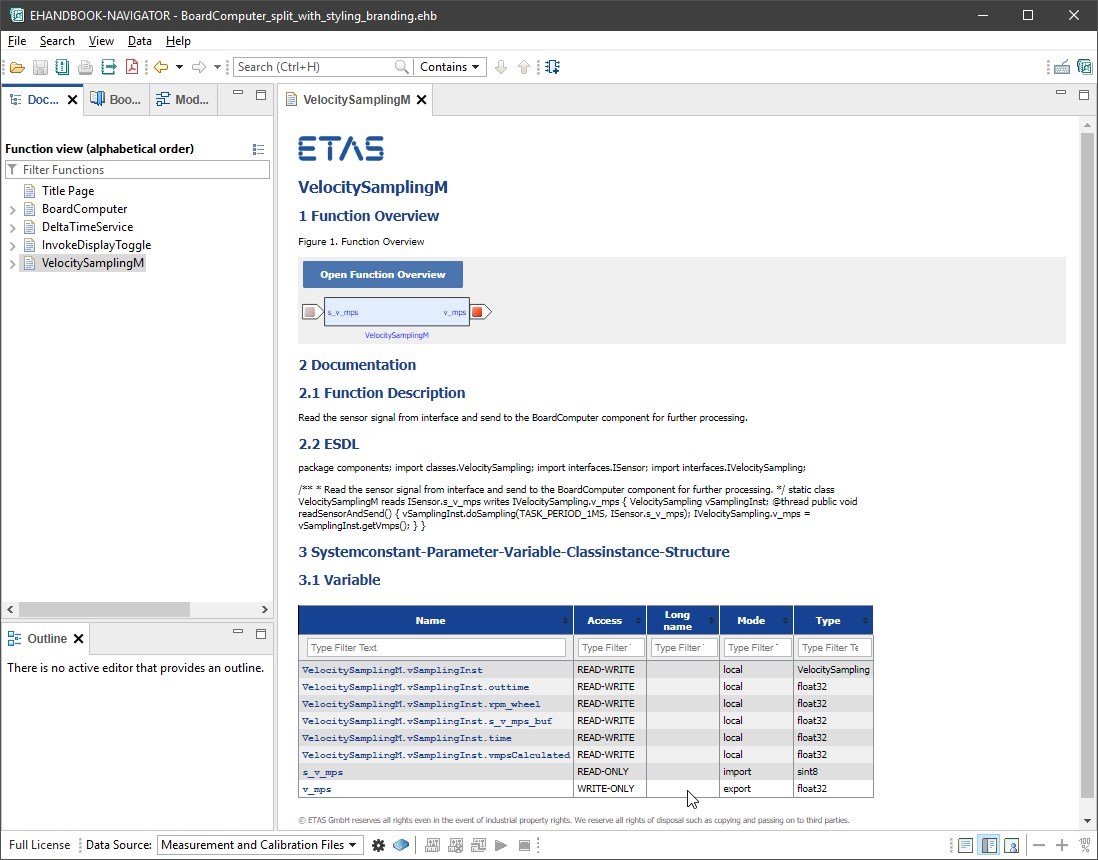 EHANDBOOK-NAVIGATOR - BoardComputer_split_with_styling_branding.ehb
File Search View Data Help
Search (Ctrl+H) Contains
Doc... Boo... Mod...
Function view (alphabetical order)
Filter Functions
Title Page
BoardComputer
DeltaTimeService
InvokeDisplayToggle
VelocitySamplingM
Outline
There is no active editor that provides an outline.
VelocitySamplingM
ETAS
VelocitySamplingM
1 Function Overview
Figure 1. Function Overview
Open Function Overview
s_v_mps v_mps
VelocitySamplingM
2 Documentation
2.1 Function Description
Read the sensor signal from interface and send to the BoardComputer component for further processing.
2.2 ESDL
package components; import classes.VelocitySampling; import interfaces.ISensor; import interfaces.IVelocitySampling;
/** * Read the sensor signal from interface and send to the BoardComputer component for further processing. */ static class
VelocitySamplingM reads ISensor.s_v_mps writes IVelocitySampling.v_mps { VelocitySampling vSamplingInst; @thread public void
readSensorAndSend() { vSamplingInst.doSampling(TASK_PERIOD_1MS, ISensor.s_v_mps); IVelocitySampling.v_mps =
vSamplingInst.getVmps(); } }
3 Systemconstant-Parameter-Variable-Classinstance-Structure
3.1 Variable
Name Access Long name Mode Type
Type Filter Text Type Filter Type Filter Type Filter Type Filter Te
VelocitySamplingM.vSamplingInst READ-WRITE local VelocitySampling
VelocitySamplingM.vSamplingInst.outtime READ-WRITE local float32
VelocitySamplingM.vSamplingInst.rpm_wheel READ-WRITE local float32
VelocitySamplingM.vSamplingInst.s_v_mps_buf READ-WRITE local float32
VelocitySamplingM.vSamplingInst.time READ-WRITE local float32
VelocitySamplingM.vSamplingInst.vmpsCalculated READ-WRITE local float32
s_v_mps READ-ONLY import sint8
v_mps WRITE-ONLY export float32
© ETAS GmbH reserves all rights even in the event of industrial property rights. We reserve all rights of disposal such as copying and passing on to third parties.
Full License Data Source: Measurement and Calibration Files 100 %